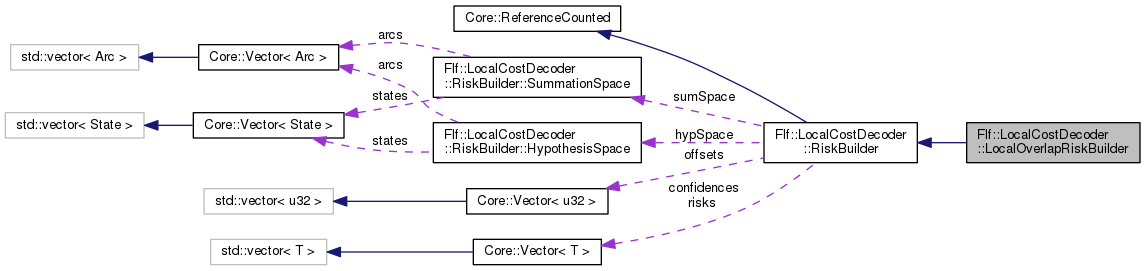 Core::ReferenceCounted
arcs
std::vector< Arc >
Core::Vector< Arc >
Flf::LocalCostDecoder
::RiskBuilder::SummationSpace
arcs
states
sumSpace
std::vector< State >
Core::Vector< State >
Flf::LocalCostDecoder
::RiskBuilder::HypothesisSpace
states
hypSpace
Flf::LocalCostDecoder
::RiskBuilder
Flf::LocalCostDecoder
::LocalOverlapRiskBuilder
offsets
confidences
risks
std::vector< u32 >
Core::Vector< u32 >
std::vector< T >
Core::Vector< T >